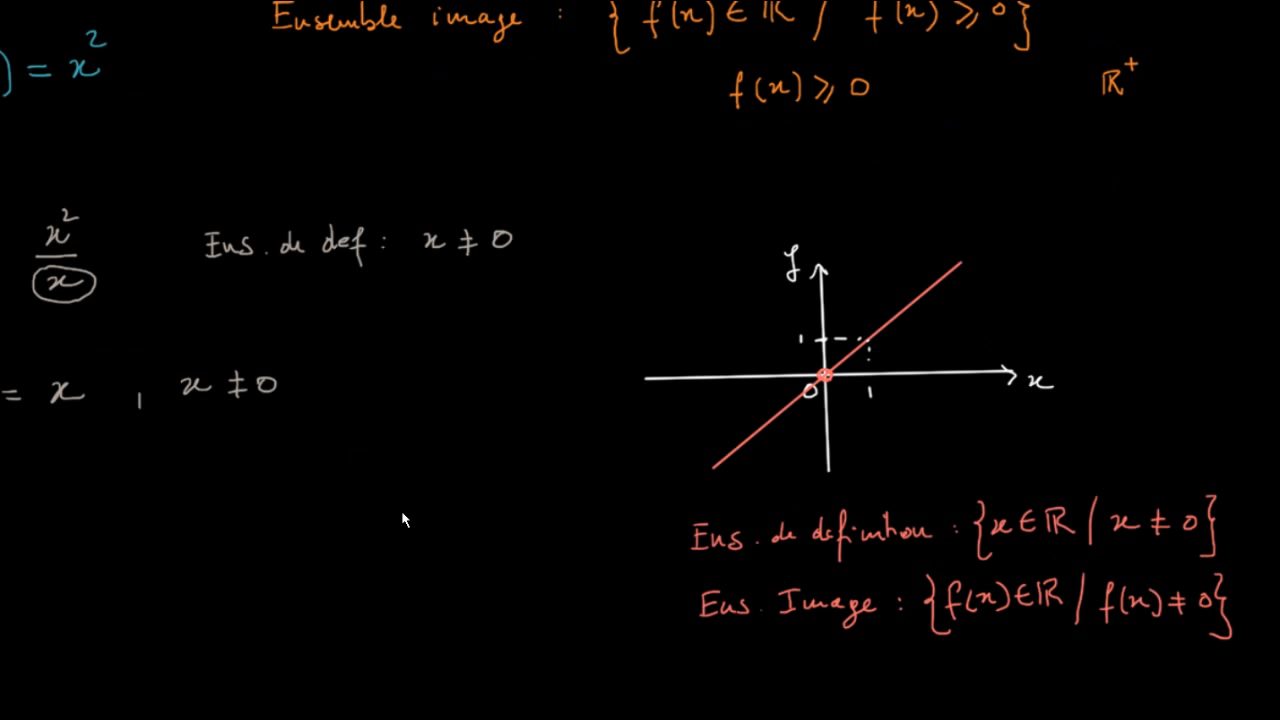 Ensemble image : { f(x) ∈ ℝ / f(x) ⩾ 0 }
) = x²
f(x) ⩾ 0 ℝ⁺
x²/x Ens. de def : x ≠ 0
y
1
= x , x ≠ 0
0 1 x
Ens. de definition : {x ∈ ℝ / x ≠ 0}
Ens. Image : {f(x) ∈ ℝ / f(x) ≠ 0}